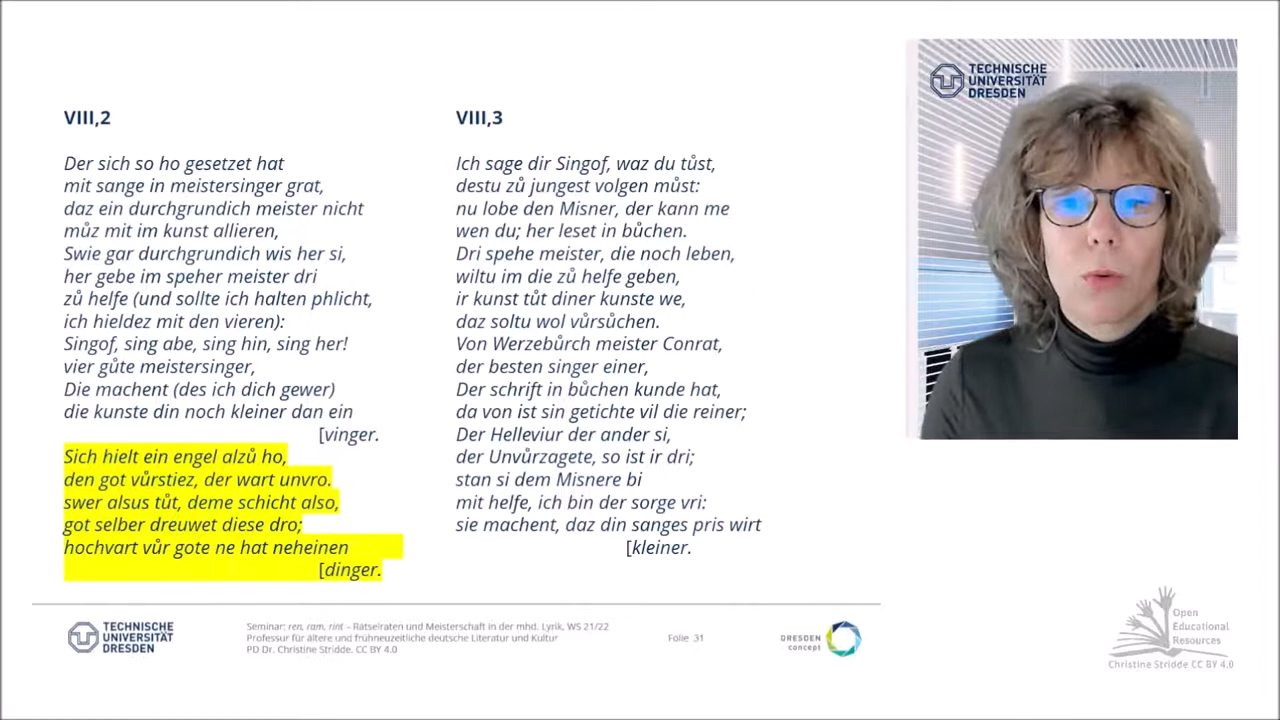 VIII,2
Der sich so ho gesetzet hat
mit sange in meistersinger grat,
daz ein durchgrundich meister nicht
můz mit im kunst allieren,
Swie gar durchgrundich wis her si,
her gebe im speher meister dri
zů helfe (und sollte ich halten phlicht,
ich hieldez mit den vieren):
Singof, sing abe, sing hin, sing her!
vier gůte meistersinger,
Die machent (des ich dich gewer)
die kunste din noch kleiner dan ein
[vinger.
Sich hielt ein engel alzů ho,
den got vůrstiez, der wart unvro.
swer alsus tůt, deme schicht also,
got selber dreuwet diese dro;
hochvart vůr gote ne hat neheinen
[dinger.
VIII,3
Ich sage dir Singof, waz du tůst,
destu zů jungest volgen můst:
nu lobe den Misner, der kann me
wen du; her leset in bůchen.
Dri spehe meister, die noch leben,
wiltu im die zů helfe geben,
ir kunst tůt diner kunste we,
daz soltu wol vůrsůchen.
Von Werzebůrch meister Conrat,
der besten singer einer,
Der schrift in bůchen kunde hat,
da von ist sin getichte vil die reiner;
Der Helleviur der ander si,
der Unvůrzagete, so ist ir dri;
stan si dem Misnere bi
mit helfe, ich bin der sorge vri:
sie machent, daz din sanges pris wirt
[kleiner.
TECHNISCHE
UNIVERSITÄT
DRESDEN
TECHNISCHE
UNIVERSITÄT
DRESDEN
Seminar: ren, ram, rint – Rätselraten und Meisterschaft in der mhd. Lyrik, WS 21/22
Professur für ältere und frühneuzeitliche deutsche Literatur und Kultur
PD Dr. Christine Stridde. CC BY 4.0
Folie 31
DRESDEN
concept
Open
Educational
Resources
Christine Stridde CC BY 4.0